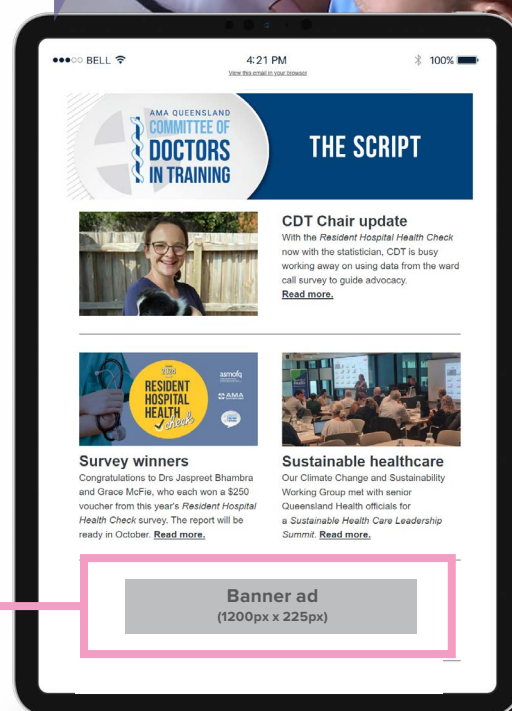 BELL
4:21 PM
100%
View this email in your browser
AMA QUEENSLAND
COMMITTEE OF
DOCTORS
IN TRAINING
THE SCRIPT
CDT Chair update
With the Resident Hospital Health Check
now with the statistician, CDT is busy
working away on using data from the ward
call survey to guide advocacy.
Read more.
RESIDENT
HOSPITAL
HEALTH
check
asmofq
AMA
Survey winners
Congratulations to Drs Jaspreet Bhambra
and Grace McFie, who each won a $250
voucher from this year's Resident Hospital
Health Check survey. The report will be
ready in October. Read more.
Sustainable healthcare
Our Climate Change and Sustainability
Working Group met with senior
Queensland Health officials for
a Sustainable Health Care Leadership
Summit. Read more.
Banner ad
(1200px x 225px)